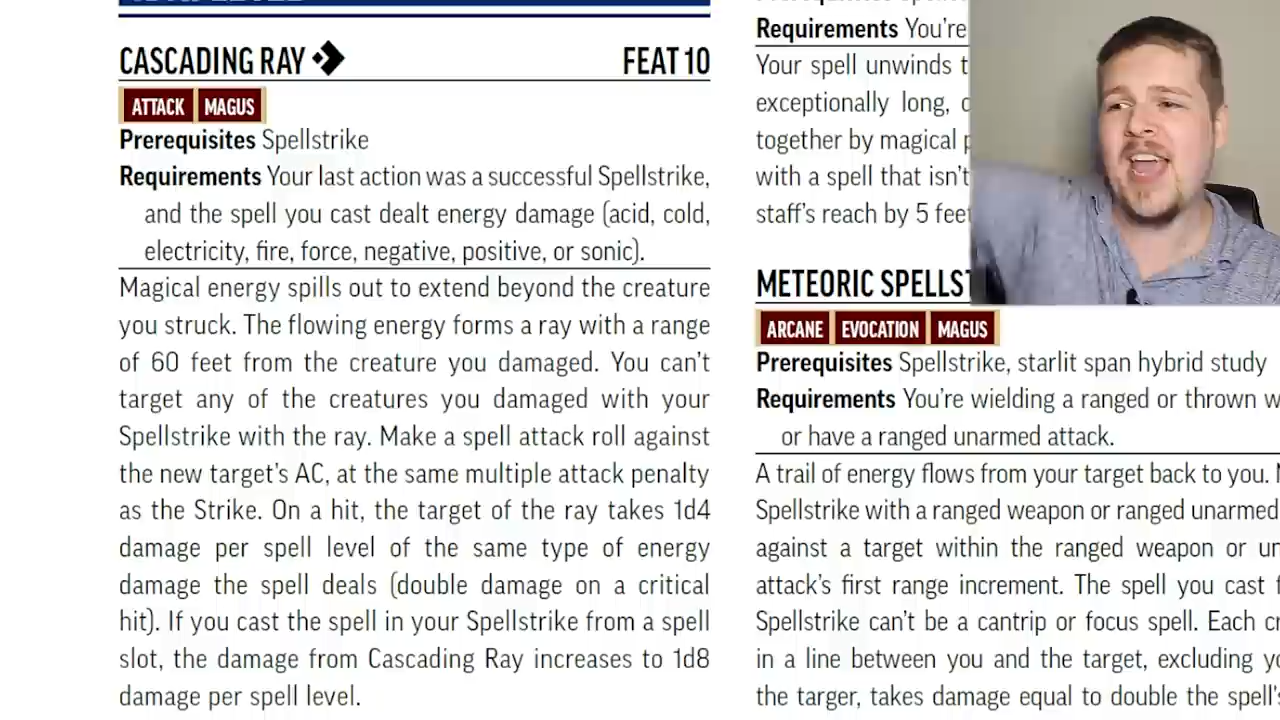 CASCADING RAY FEAT 10
ATTACK MAGUS
Prerequisites Spellstrike
Requirements Your last action was a successful Spellstrike,
and the spell you cast dealt energy damage (acid, cold,
electricity, fire, force, negative, positive, or sonic).
Magical energy spills out to extend beyond the creature
you struck. The flowing energy forms a ray with a range
of 60 feet from the creature you damaged. You can't
target any of the creatures you damaged with your
Spellstrike with the ray. Make a spell attack roll against
the new target's AC, at the same multiple attack penalty
as the Strike. On a hit, the target of the ray takes 1d4
damage per spell level of the same type of energy
damage the spell deals (double damage on a critical
hit). If you cast the spell in your Spellstrike from a spell
slot, the damage from Cascading Ray increases to 1d8
damage per spell level.
Requirements You're
Your spell unwinds
exceptionally long,
together by magical
with a spell that isn't
staff's reach by 5 feet
METEORIC SPELLST
ARCANE EVOCATION MAGUS
Prerequisites Spellstrike, starlit span hybrid study
Requirements You're wielding a ranged or thrown w
or have a ranged unarmed attack.
A trail of energy flows from your target back to you.
Spellstrike with a ranged weapon or ranged unarmed
against a target within the ranged weapon or un
attack's first range increment. The spell you cast
Spellstrike can't be a cantrip or focus spell. Each cr
in a line between you and the target, excluding yo
the targer, takes damage equal to double the spell's